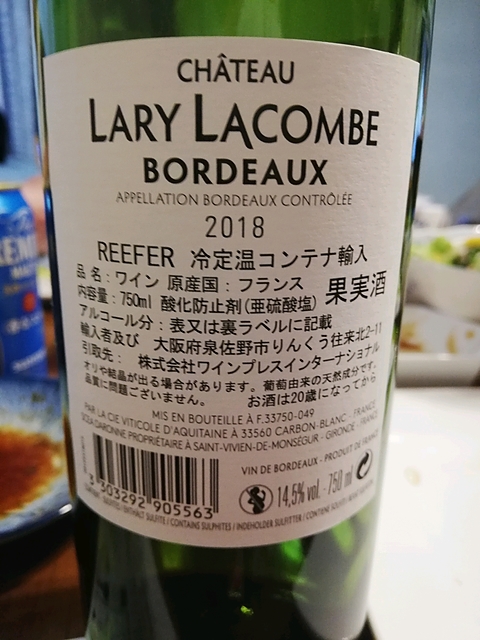 CHÂTEAU
LARY LACOMBE
BORDEAUX
APPELLATION BORDEAUX CONTRÔLÉE
2018
REEFER 冷定温コンテナ輸入
品名：ワイン 原産国：フランス 果実酒
内容量：750ml 酸化防止剤(亜硫酸塩)
アルコール分：表又は裏ラベルに記載
輸入者及び 大阪府泉佐野市りんくう往来北2-11
引取先： 株式会社ワインプレスインターナショナル
オリや結晶が出る場合があります。葡萄由来の天然成分です。
品質に問題ございません。 お酒は20歳になってから
MIS EN BOUTEILLE À F.33750-049
PAR LA CIE VITICOLE D'AQUITAINE À 33560 CARBON-BLANC - FRANCE
DARONNE PROPRIÉTAIRE À SAINT-VIVIEN-DE-MONSÉGUR - GIRONDE - FRANCE
VIN DE BORDEAUX - PRODUIT DE FRANCE
14,5% vol. - 750 ml
3 303292 905563
SULFITES / ENTHÄLT SULFITE / CONTAINS SULPHITES / INDEHOLDER SULFITTER /